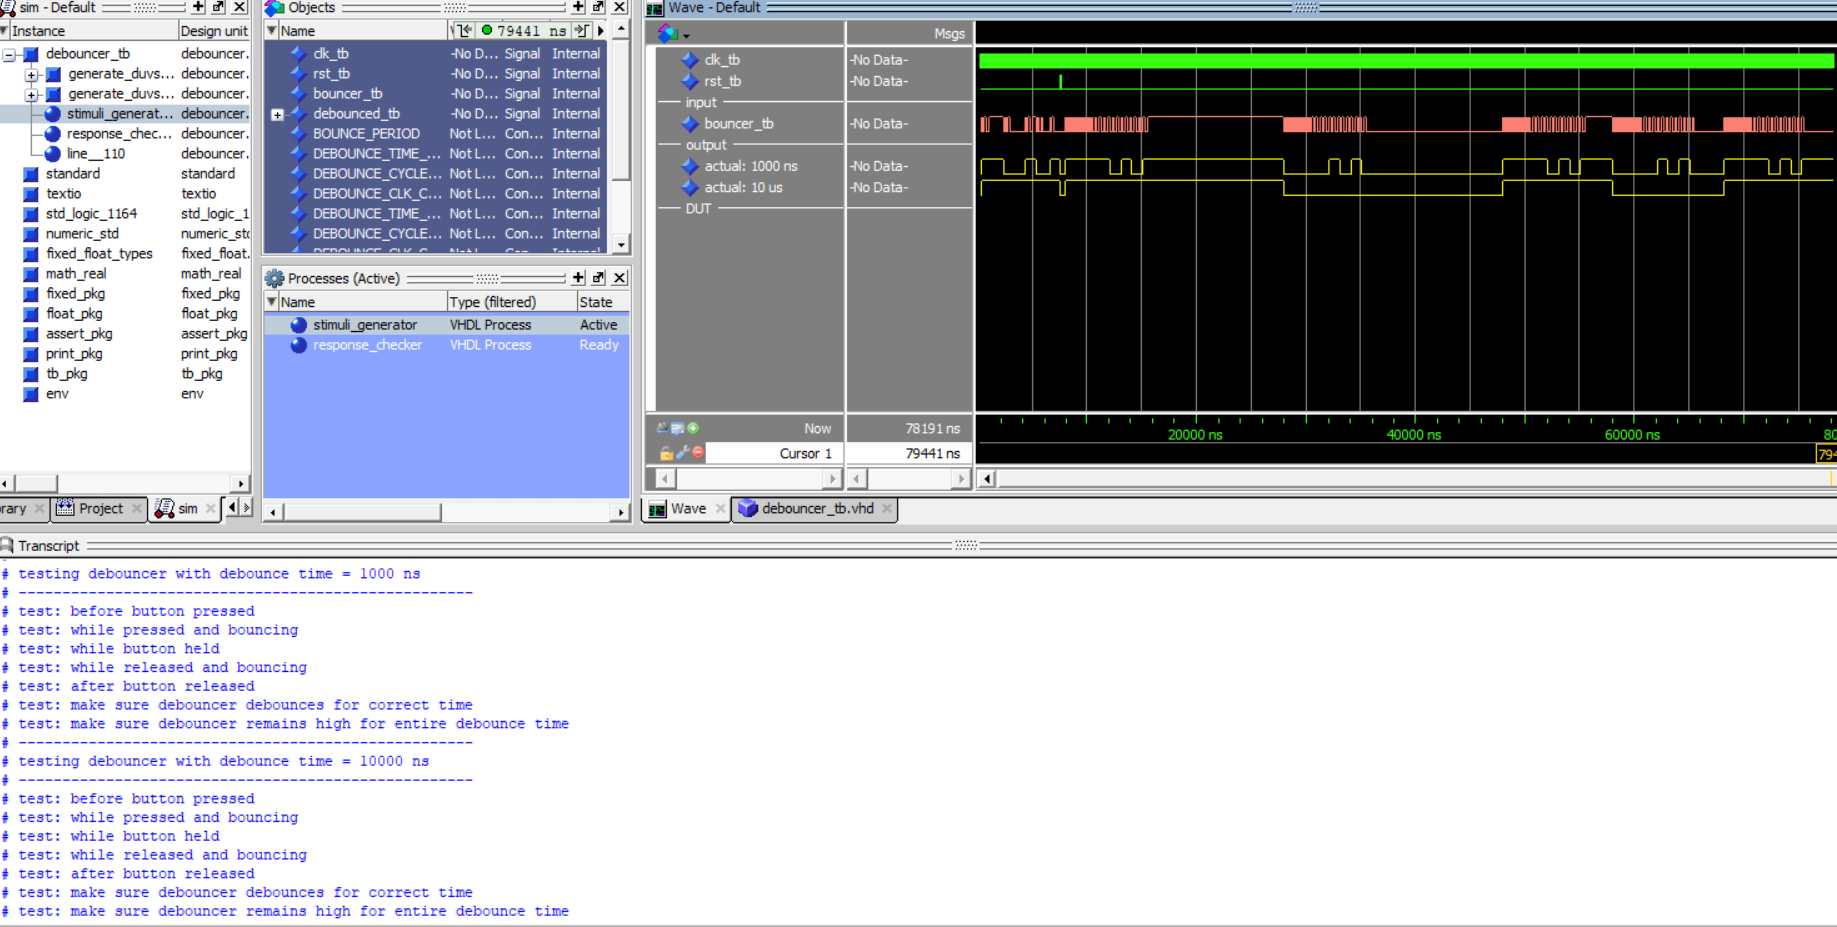 sim - Default
Instance Design unit
debouncer_tb debouncer.
generate_duvs... debouncer.
generate_duvs... debouncer.
stimuli_generat... debouncer.
response_chec... debouncer.
line__110 debouncer.
standard standard
textio textio
std_logic_1164 std_logic_1
numeric_std numeric_st
fixed_float_types fixed_float.
math_real math_real
fixed_pkg fixed_pkg
float_pkg float_pkg
assert_pkg assert_pkg
print_pkg print_pkg
tb_pkg tb_pkg
env env
rary Project sim
Objects
Name 79441 ns
clk_tb -No D... Signal Internal
rst_tb -No D... Signal Internal
bouncer_tb -No D... Signal Internal
debounced_tb -No D... Signal Internal
BOUNCE_PERIOD Not L... Con... Internal
DEBOUNCE_TIME_... Not L... Con... Internal
DEBOUNCE_CYCLE... Not L... Con... Internal
DEBOUNCE_CLK_C... Not L... Con... Internal
DEBOUNCE_TIME_... Not L... Con... Internal
DEBOUNCE_CYCLE... Not L... Con... Internal
Processes (Active)
Name Type (filtered) State
stimuli_generator VHDL Process Active
response_checker VHDL Process Ready
Wave - Default
Msgs
clk_tb -No Data-
rst_tb -No Data-
input
bouncer_tb -No Data-
output
actual: 1000 ns -No Data-
actual: 10 us -No Data-
DUT
Now 78191 ns
20000 ns 40000 ns 60000 ns 80
Cursor 1 79441 ns
794
Wave debouncer_tb.vhd
Transcript
# testing debouncer with debounce time = 1000 ns
# ----------------------------------------------------
# test: before button pressed
# test: while pressed and bouncing
# test: while button held
# test: while released and bouncing
# test: after button released
# test: make sure debouncer debounces for correct time
# test: make sure debouncer remains high for entire debounce time
# ----------------------------------------------------
# testing debouncer with debounce time = 10000 ns
# ----------------------------------------------------
# test: before button pressed
# test: while pressed and bouncing
# test: while button held
# test: while released and bouncing
# test: after button released
# test: make sure debouncer debounces for correct time
# test: make sure debouncer remains high for entire debounce time